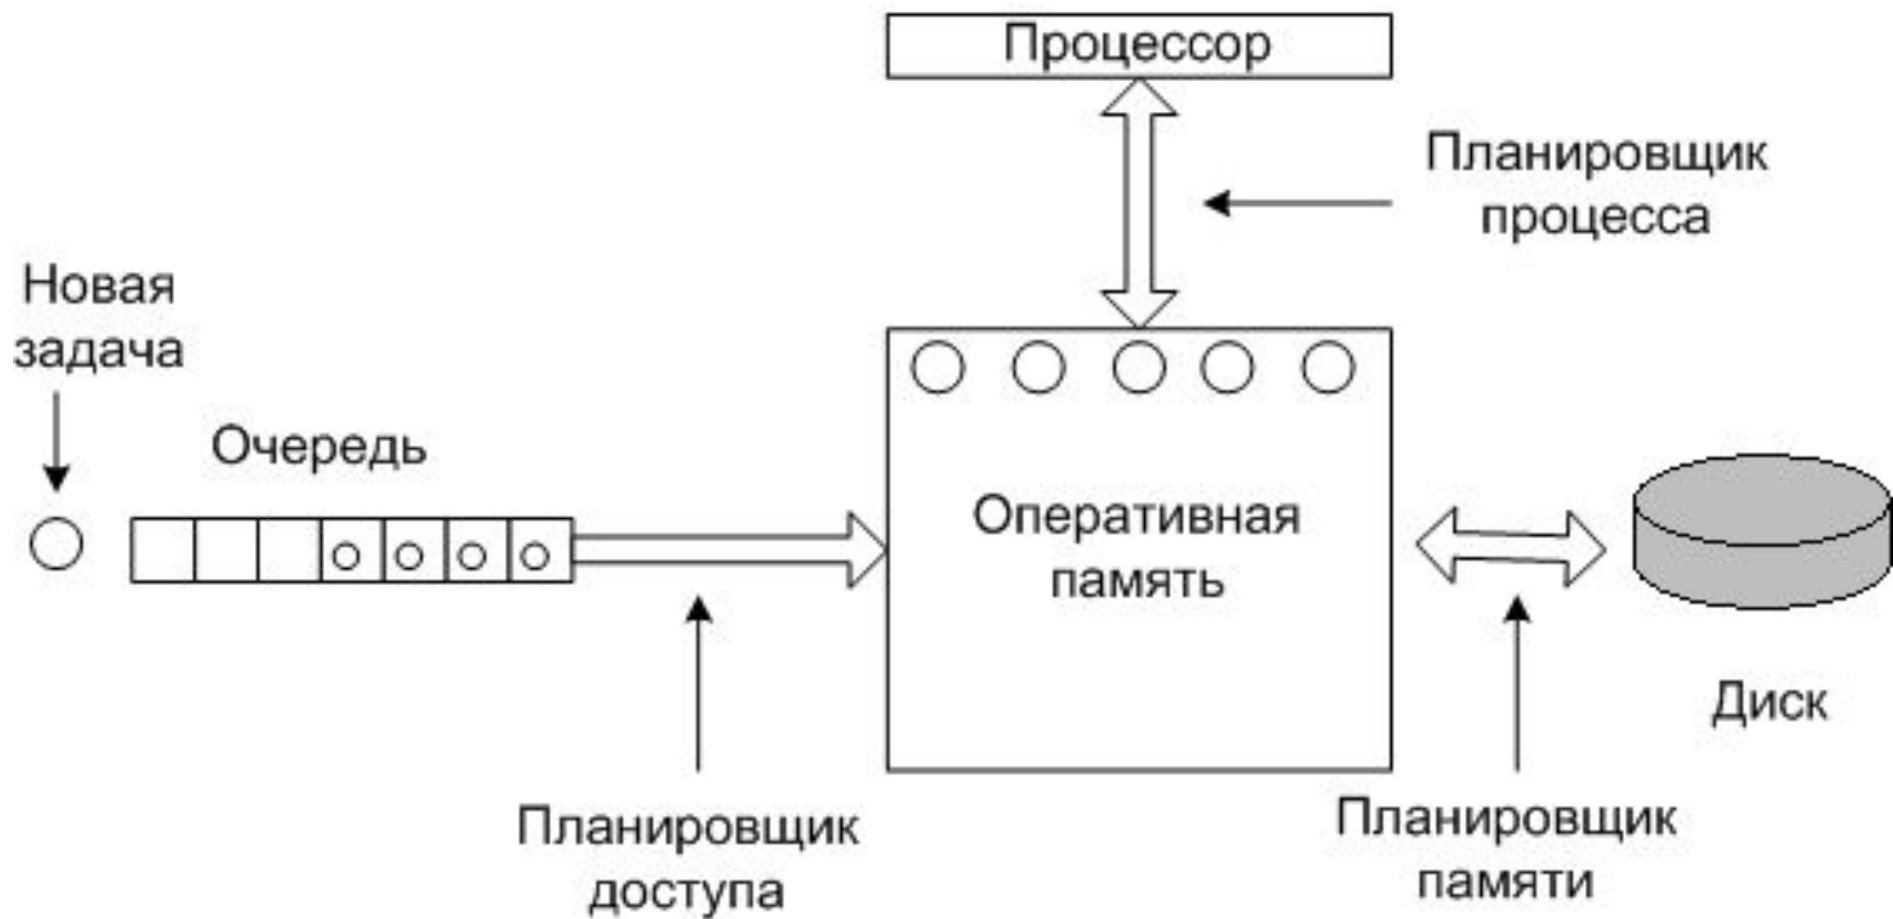 Процессор
Планировщик
процесса
Новая
задача
Очередь
Оперативная
память
Диск
Планировщик
доступа
Планировщик
памяти